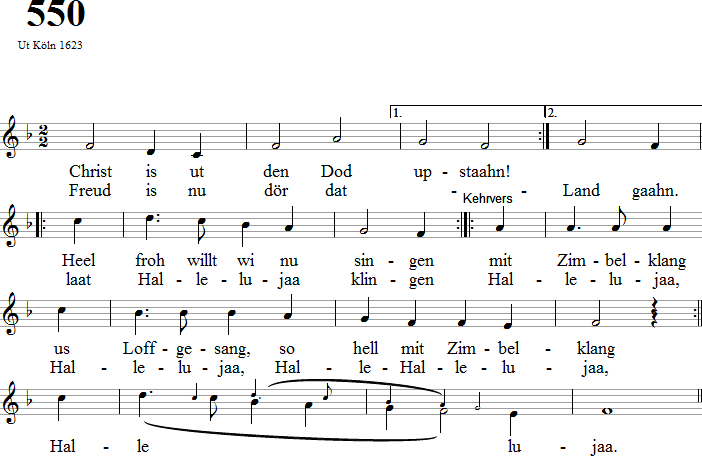 550
Ut Köln 1623
1. 2.
Christ is ut den Dod up - staahn!
Freud is nu dör dat - - - Land gaahn.
Kehrvers
Heel froh willt wi nu sin - gen mit Zim - bel - klang
laat Hal - le - lu - jaa klin - gen Hal - le - lu - jaa,
us Loff - ge - sang, so hell mit Zim - bel - klang
Hal - le - lu - jaa, Hal - le - Hal - le - lu - jaa,
Hal - le lu - jaa.